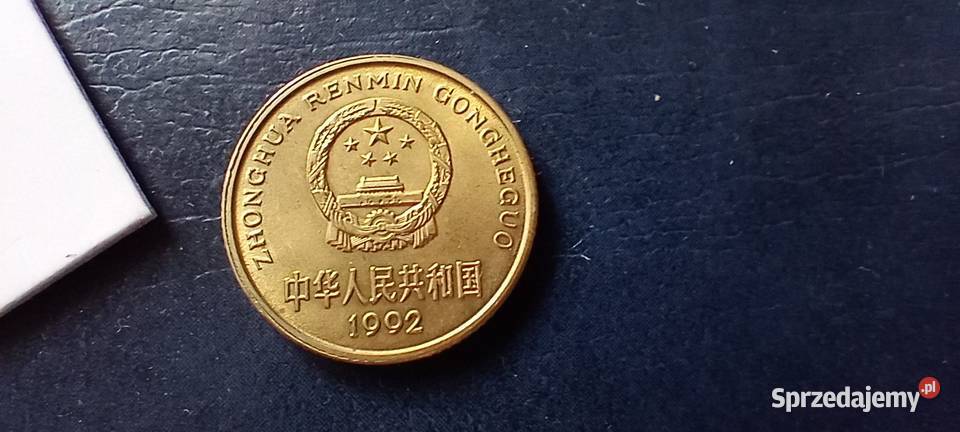 ZHONGHUA RENMIN GONGHEGUO
中华人民共和国
1992
Sprzedajemy.pl